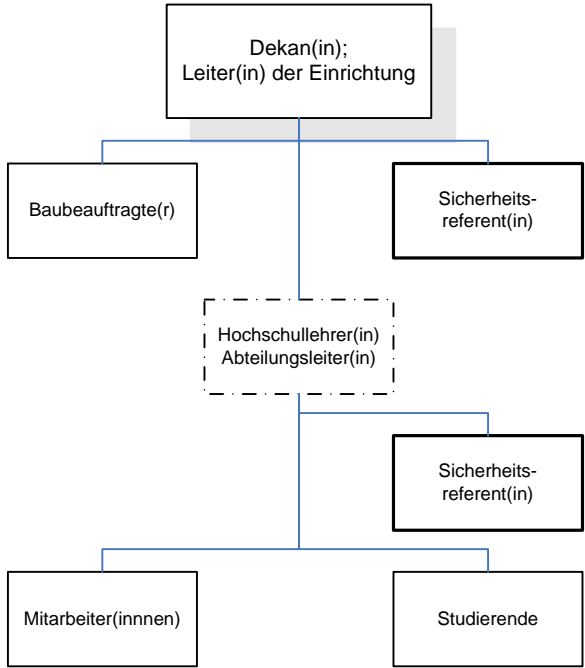 Dekan(in);
Leiter(in) der Einrichtung
Baubeauftragte(r)
Sicherheits-
referent(in)
Hochschullehrer(in)
Abteilungsleiter(in)
Sicherheits-
referent(in)
Mitarbeiter(innnen)
Studierende